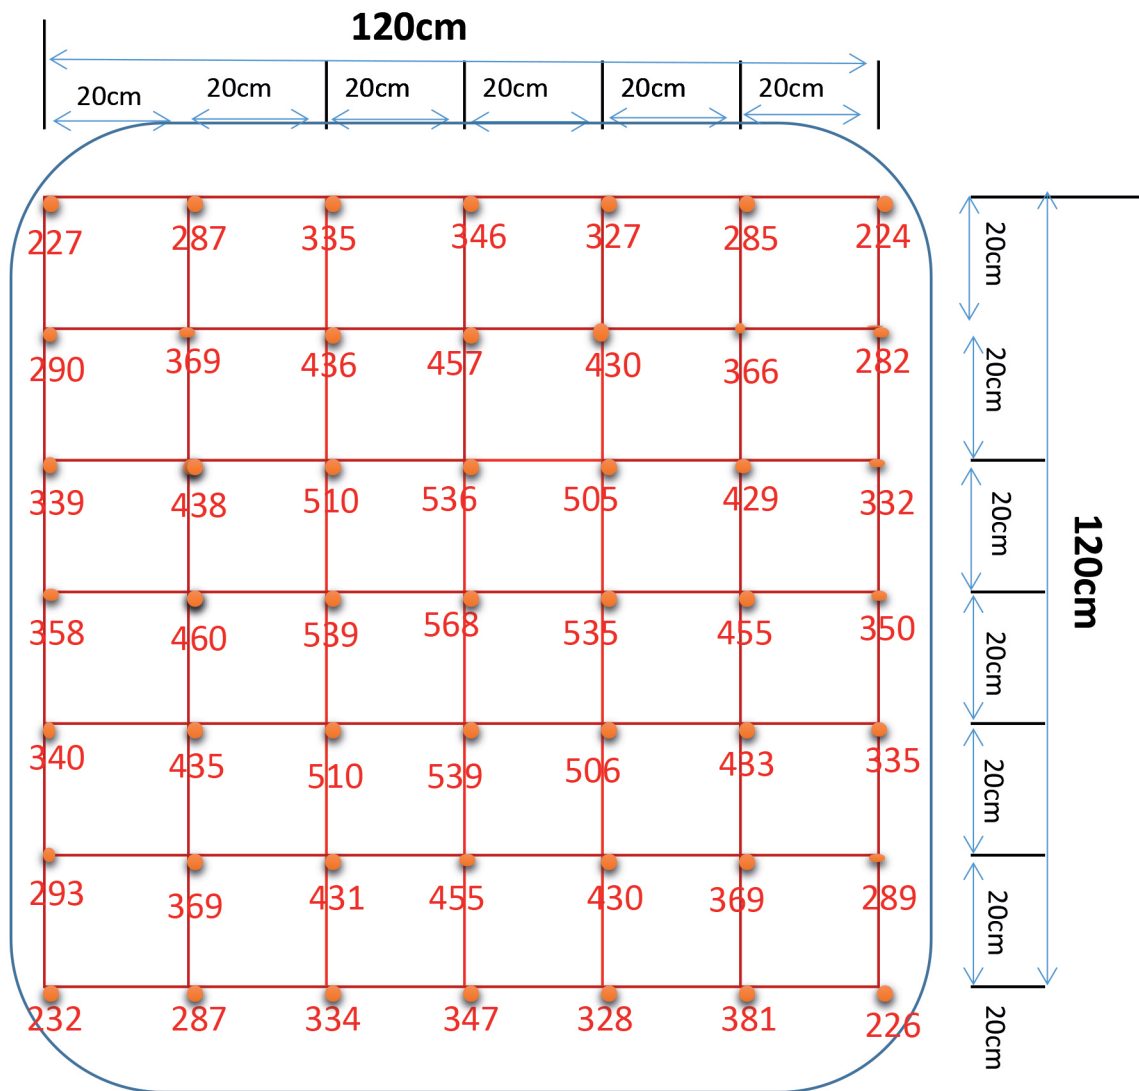 120cm
20cm 20cm 20cm 20cm 20cm 20cm
227 287 335 346 327 285 224
20cm
290 369 436 457 430 366 282
20cm
339 438 510 536 505 429 332
20cm
120cm
358 460 539 568 535 455 350
20cm
340 435 510 539 506 433 335
20cm
293 369 431 455 430 369 289
20cm
232 287 334 347 328 381 226
20cm